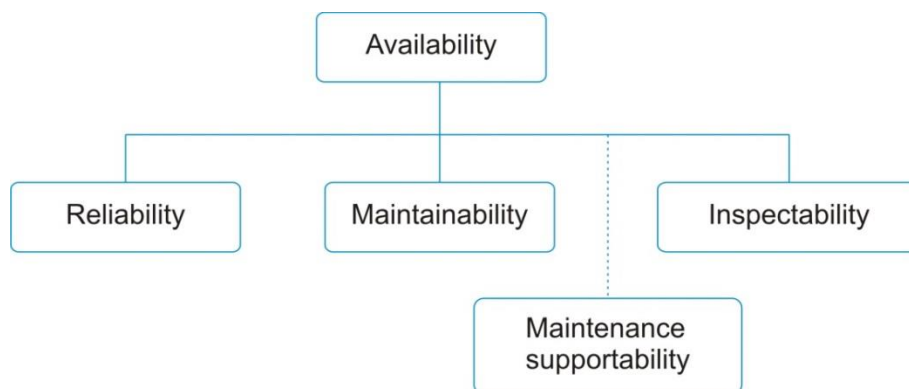 Availability
Reliability
Maintainability
Inspectability
Maintenance
supportability